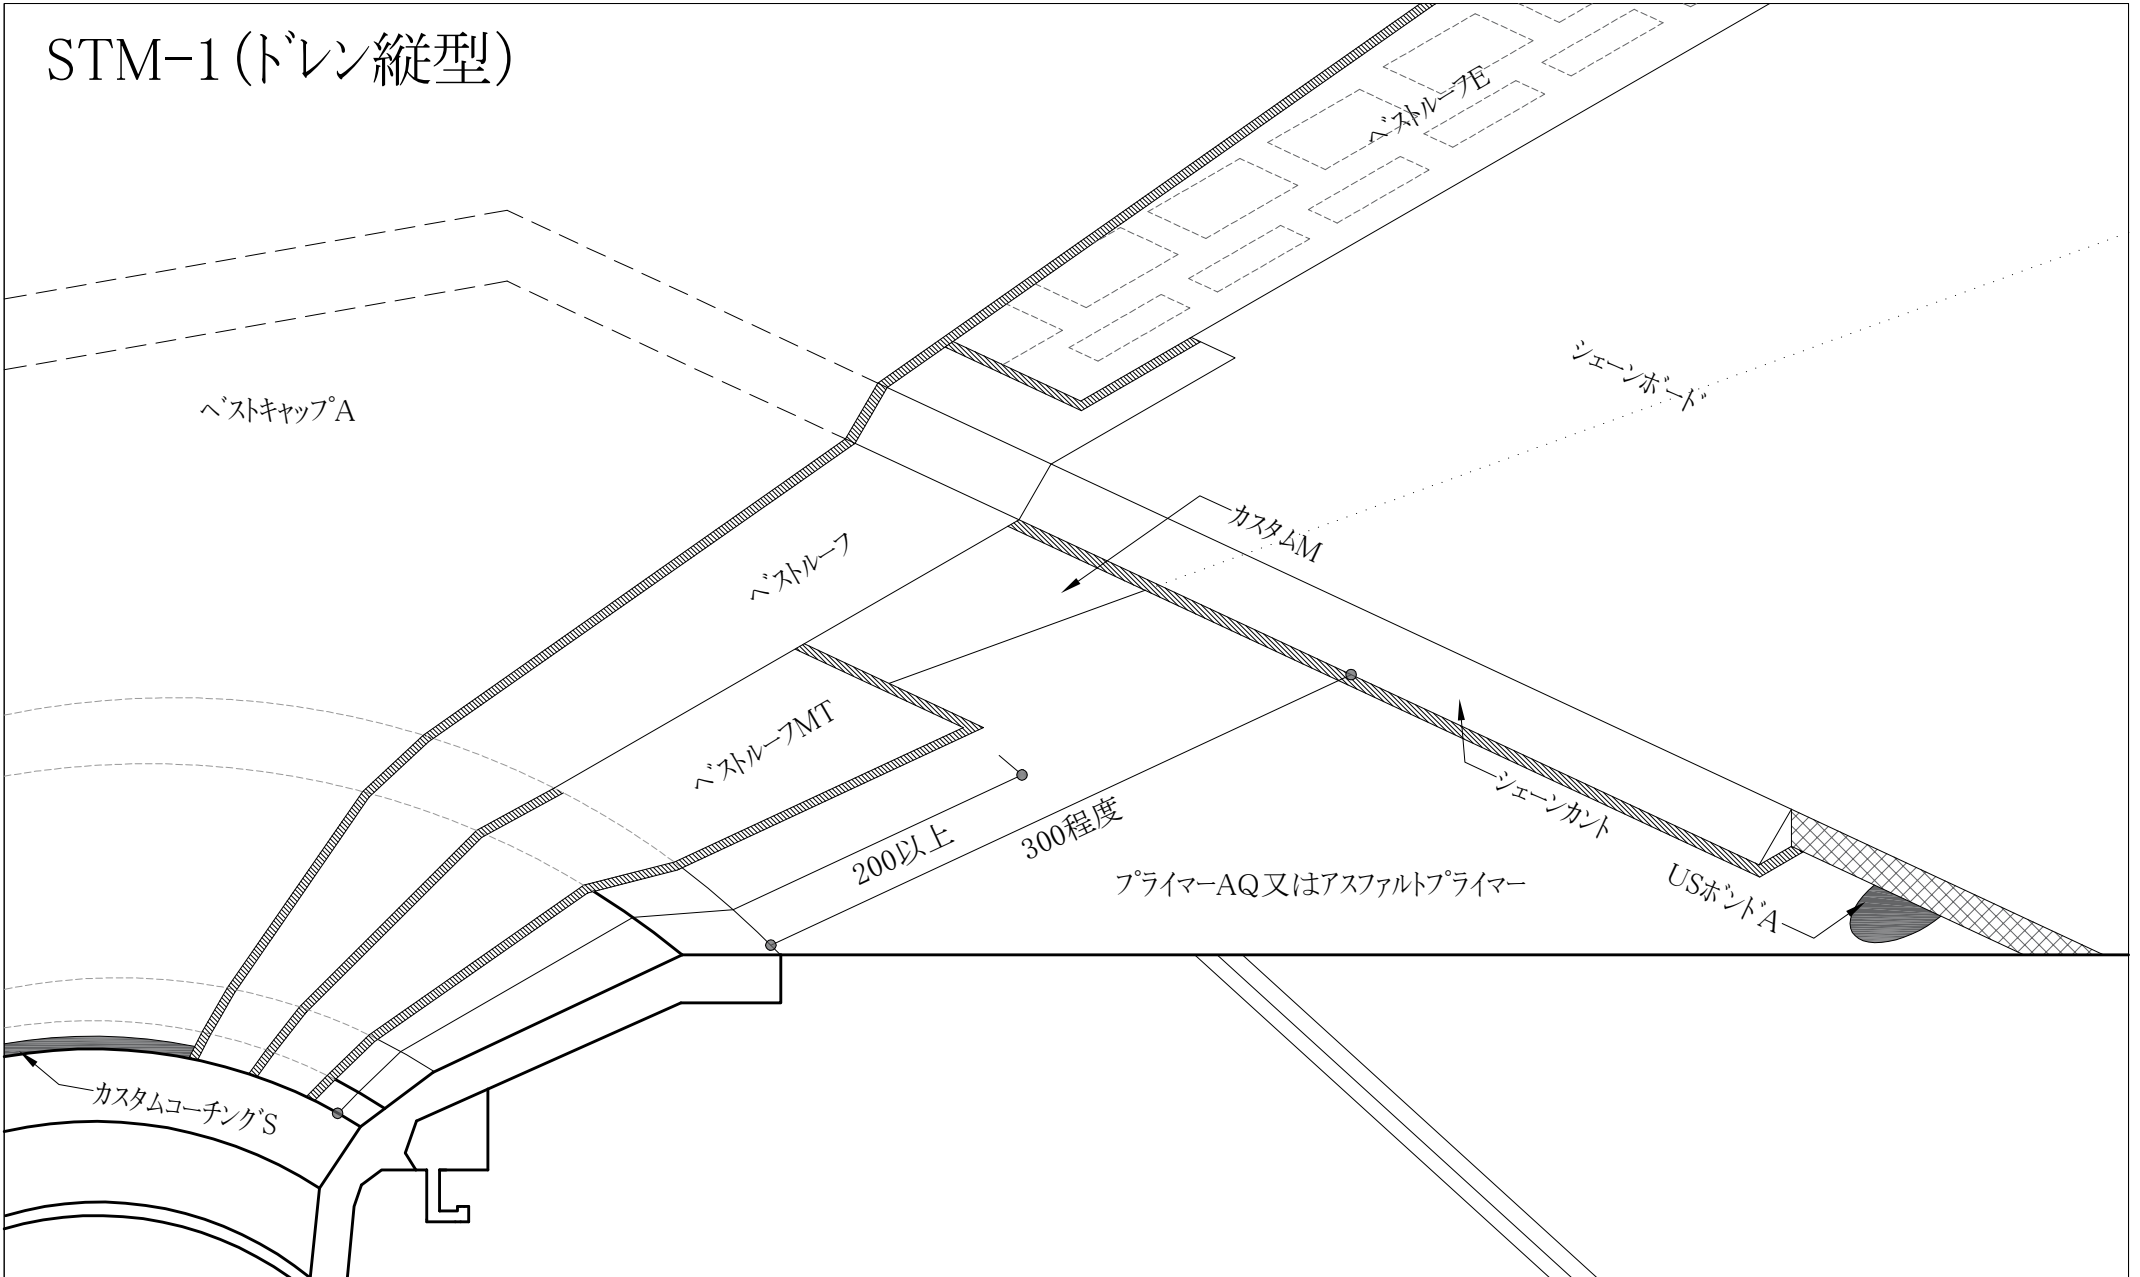 STM-1(ドレン縦型)
ベストルーフE
シェーンボード
ベストキャップA
カスタムM
ベストルーフ
ベストルーフMT
シェーンカント
200以上
300程度
プライマーAQ又はアスファルトプライマー
USボンドA
カスタムコーチングS